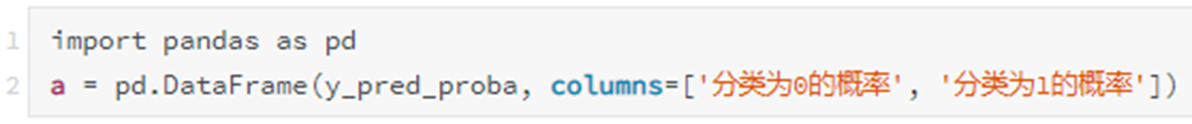 1 import pandas as pd
2 a = pd.DataFrame(y_pred_proba, columns=['分类为0的概率', '分类为1的概率'])